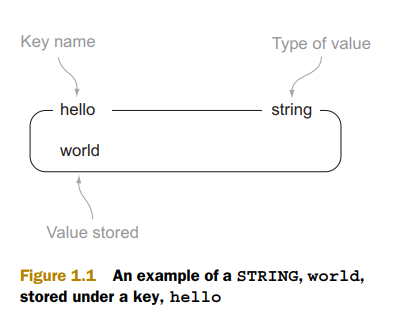 Key name
Type of value
hello
string
world
Value stored
Figure 1.1 An example of a STRING, world,
stored under a key, hello